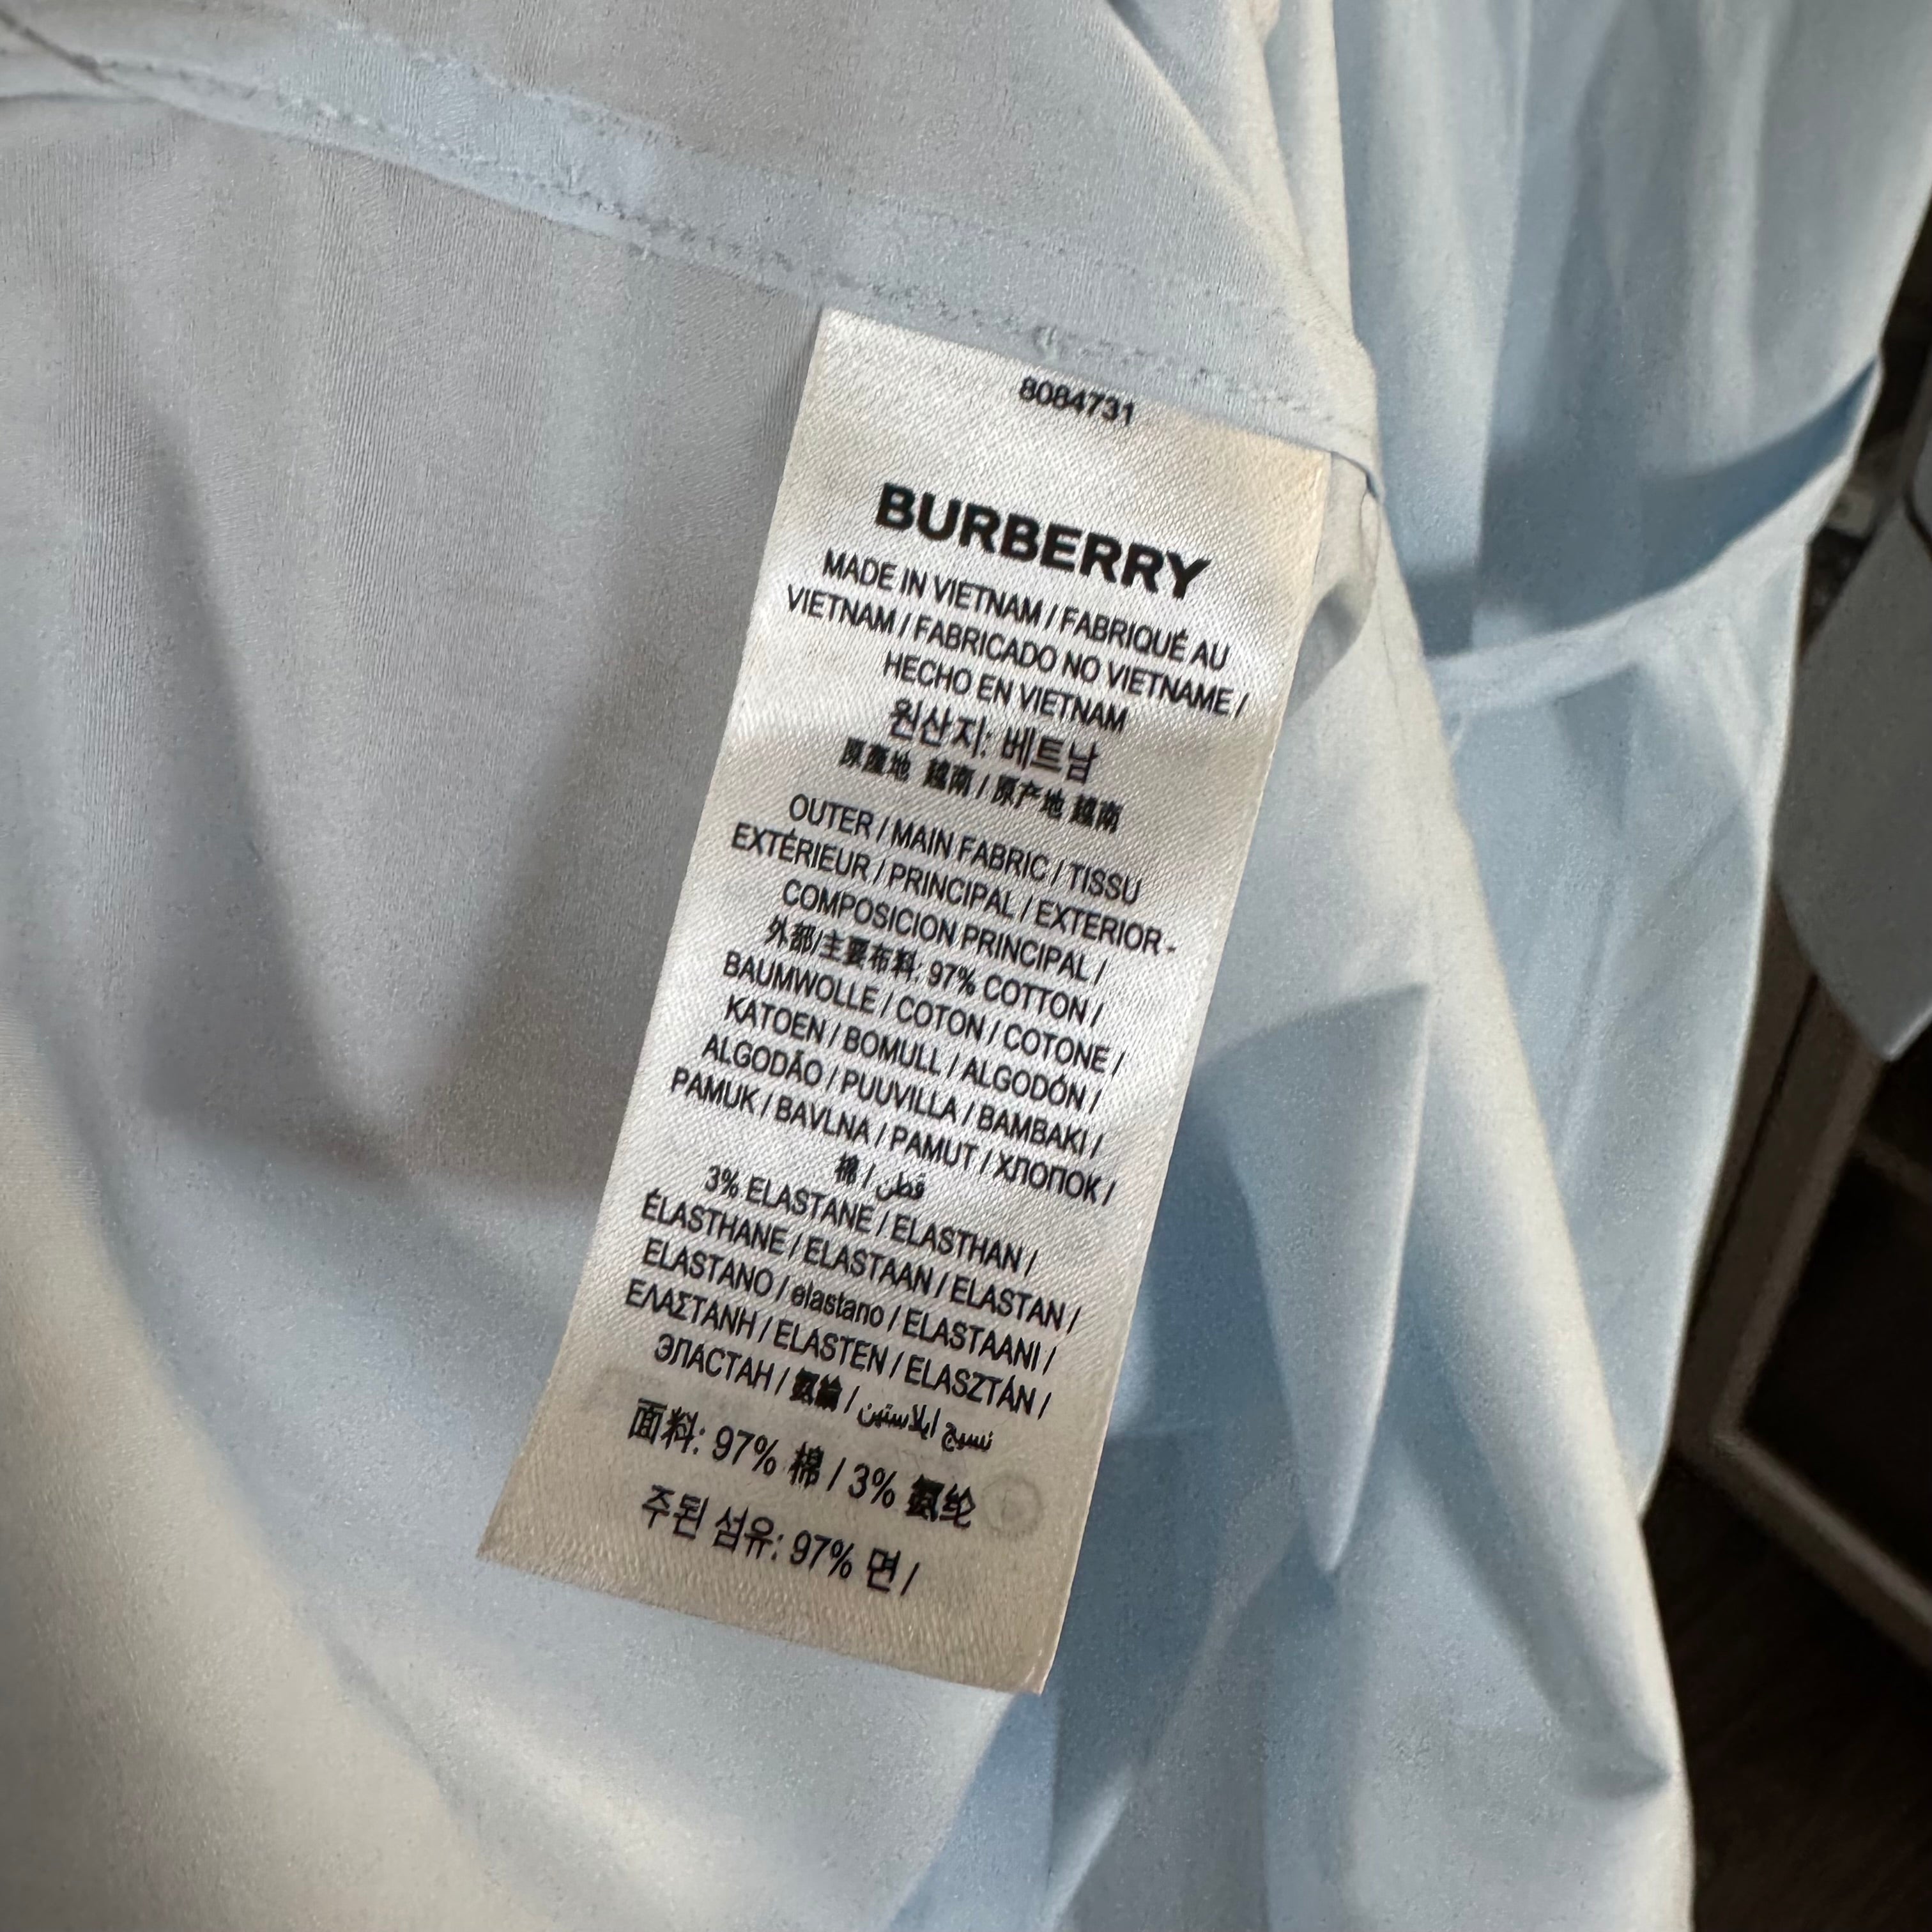 8084731
BURBERRY
MADE IN VIETNAM / FABRIQUÉ AU
VIETNAM / FABRICADO NO VIETNAME /
HECHO EN VIETNAM
원산지: 베트남
原產地 越南 / 原产地 越南
OUTER / MAIN FABRIC / TISSU
EXTÉRIEUR / PRINCIPAL / EXTERIOR -
COMPOSICION PRINCIPAL /
外部/主要布料: 97% COTTON /
BAUMWOLLE / COTON / COTONE /
KATOEN / BOMULL / ALGODÓN /
ALGODÃO / PUUVILLA / BAMBAKI /
PAMUK / BAVLNA / PAMUT / ХЛОПОК /
棉 / قطن
3% ELASTANE / ELASTHAN /
ÉLASTHANE / ELASTAAN / ELASTAN /
ELASTANO / elastano / ELASTAANI /
ΕΛΑΣΤΑΝΗ / ELASTEN / ELASZTÁN /
ЭЛАСТАН / 氨綸 / نسيج ايلاستين
面料: 97% 棉 / 3% 氨纶
주된 섬유: 97% 면 /